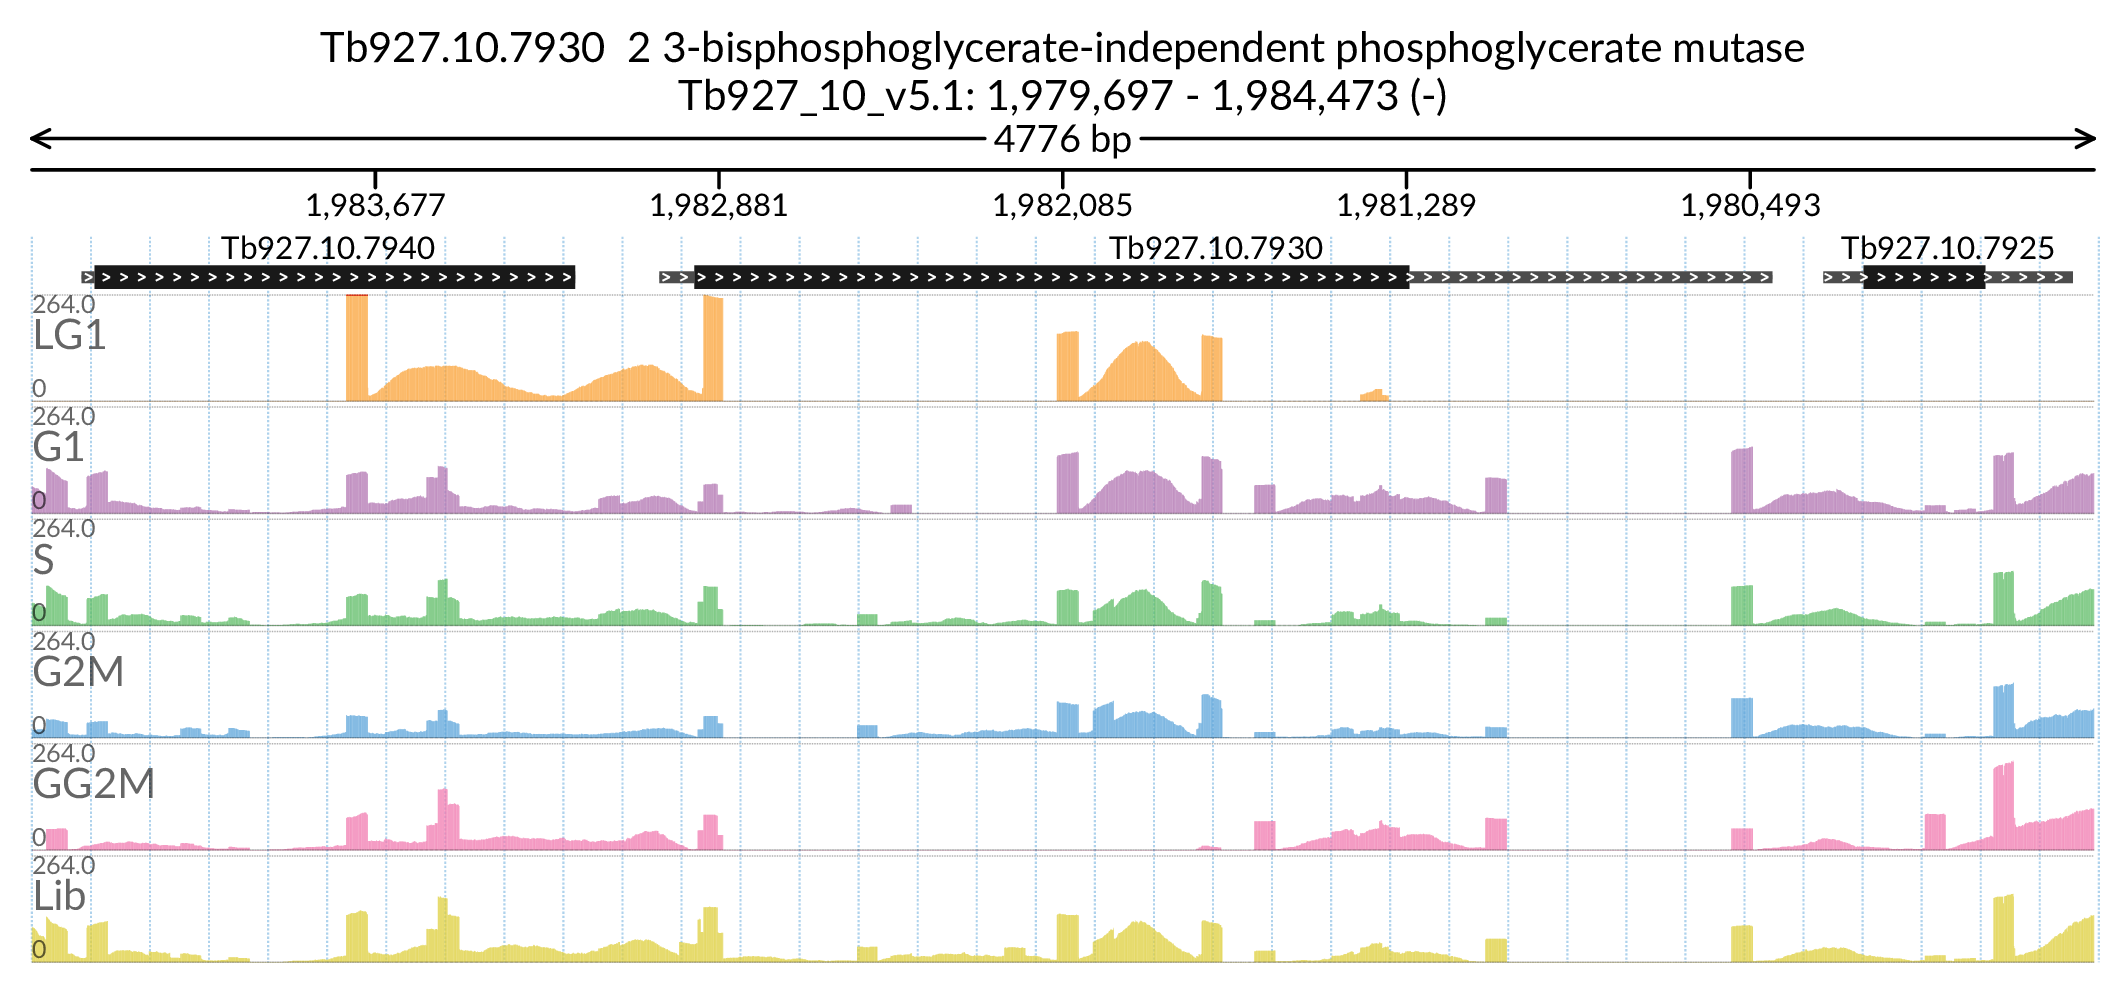 Tb927.10.7930  2 3-bisphosphoglycerate-independent phosphoglycerate mutase
Tb927_10_v5.1: 1,979,697 - 1,984,473 (-)
4776 bp
1,983,677 1,982,881 1,982,085 1,981,289 1,980,493
Tb927.10.7940 Tb927.10.7930 Tb927.10.7925
264.0
LG1
0
264.0
G1
0
264.0
S
0
264.0
G2M
0
264.0
GG2M
0
264.0
Lib
0